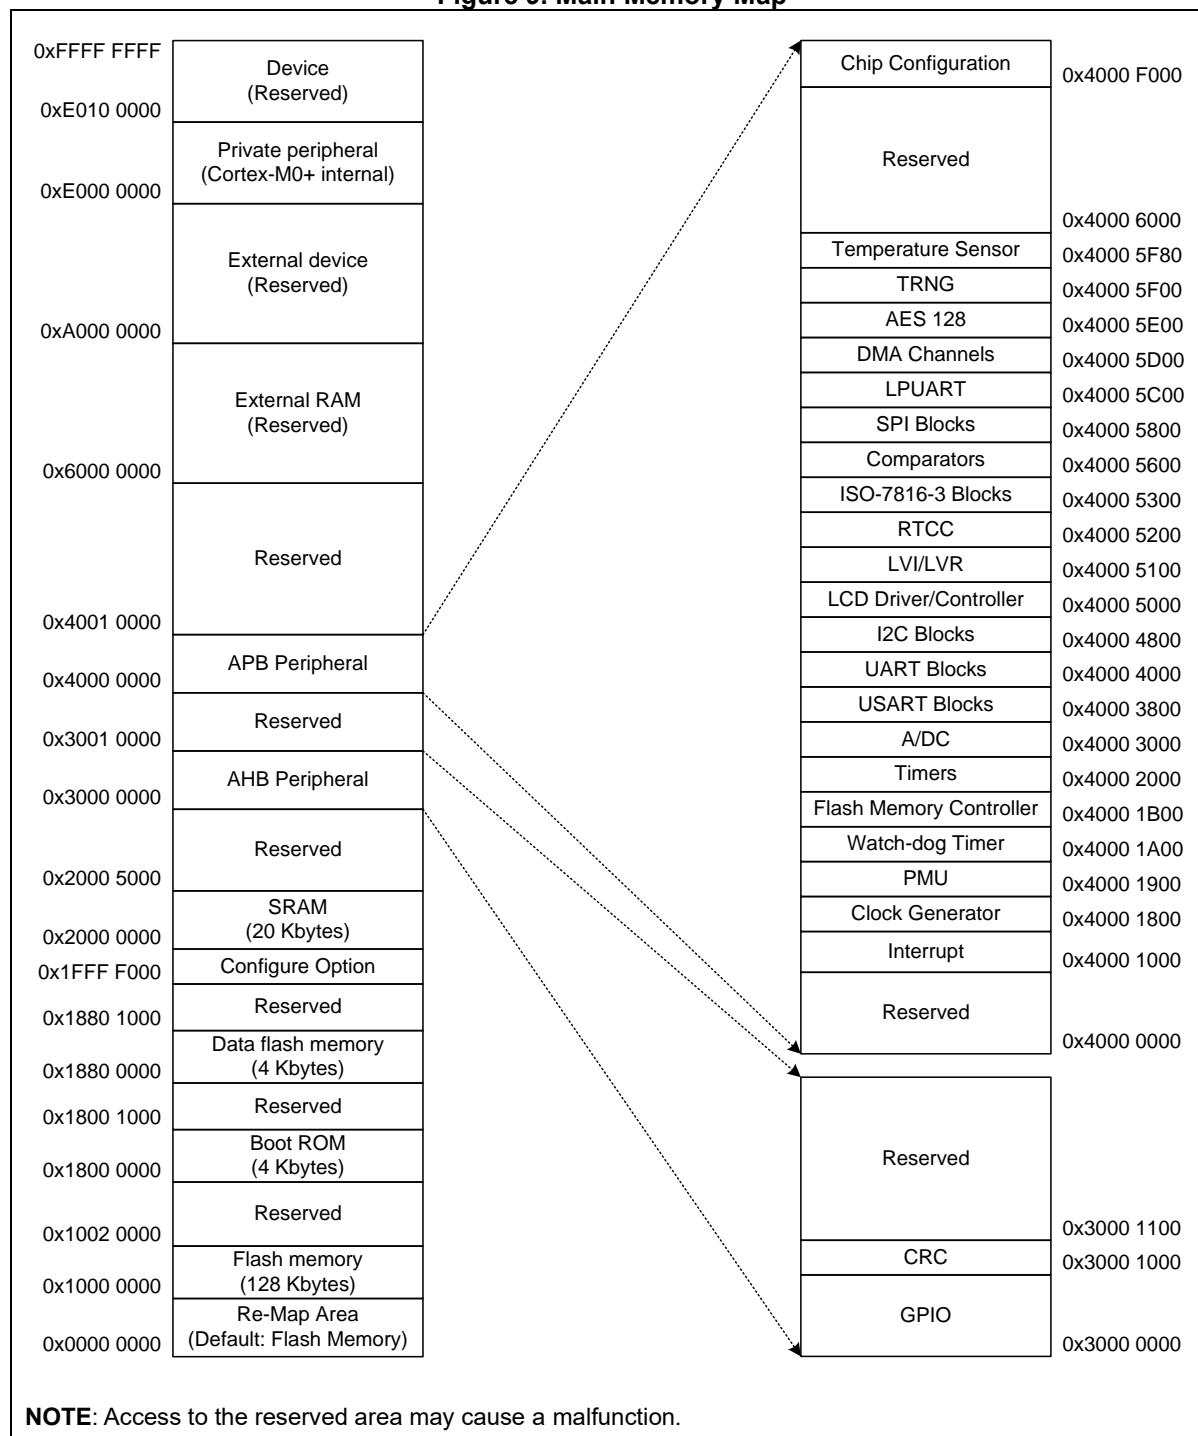 Figure 5. Main Memory Map
0xFFFF FFFF
Device
(Reserved)
0xE010 0000
Private peripheral
(Cortex-M0+ internal)
0xE000 0000
External device
(Reserved)
0xA000 0000
External RAM
(Reserved)
0x6000 0000
Reserved
0x4001 0000
APB Peripheral
0x4000 0000
Reserved
0x3001 0000
AHB Peripheral
0x3000 0000
Reserved
0x2000 5000
SRAM
(20 Kbytes)
0x2000 0000
Configure Option
0x1FFF F000
Reserved
0x1880 1000
Data flash memory
(4 Kbytes)
0x1880 0000
Reserved
0x1800 1000
Boot ROM
(4 Kbytes)
0x1800 0000
Reserved
0x1002 0000
Flash memory
(128 Kbytes)
0x1000 0000
Re-Map Area
(Default: Flash Memory)
0x0000 0000
Chip Configuration
0x4000 F000
Reserved
0x4000 6000
Temperature Sensor
0x4000 5F80
TRNG
0x4000 5F00
AES 128
0x4000 5E00
DMA Channels
0x4000 5D00
LPUART
0x4000 5C00
SPI Blocks
0x4000 5800
Comparators
0x4000 5600
ISO-7816-3 Blocks
0x4000 5300
RTCC
0x4000 5200
LVI/LVR
0x4000 5100
LCD Driver/Controller
0x4000 5000
I2C Blocks
0x4000 4800
UART Blocks
0x4000 4000
USART Blocks
0x4000 3800
A/DC
0x4000 3000
Timers
0x4000 2000
Flash Memory Controller
0x4000 1B00
Watch-dog Timer
0x4000 1A00
PMU
0x4000 1900
Clock Generator
0x4000 1800
Interrupt
0x4000 1000
Reserved
0x4000 0000
Reserved
0x3000 1100
CRC
0x3000 1000
GPIO
0x3000 0000
NOTE: Access to the reserved area may cause a malfunction.